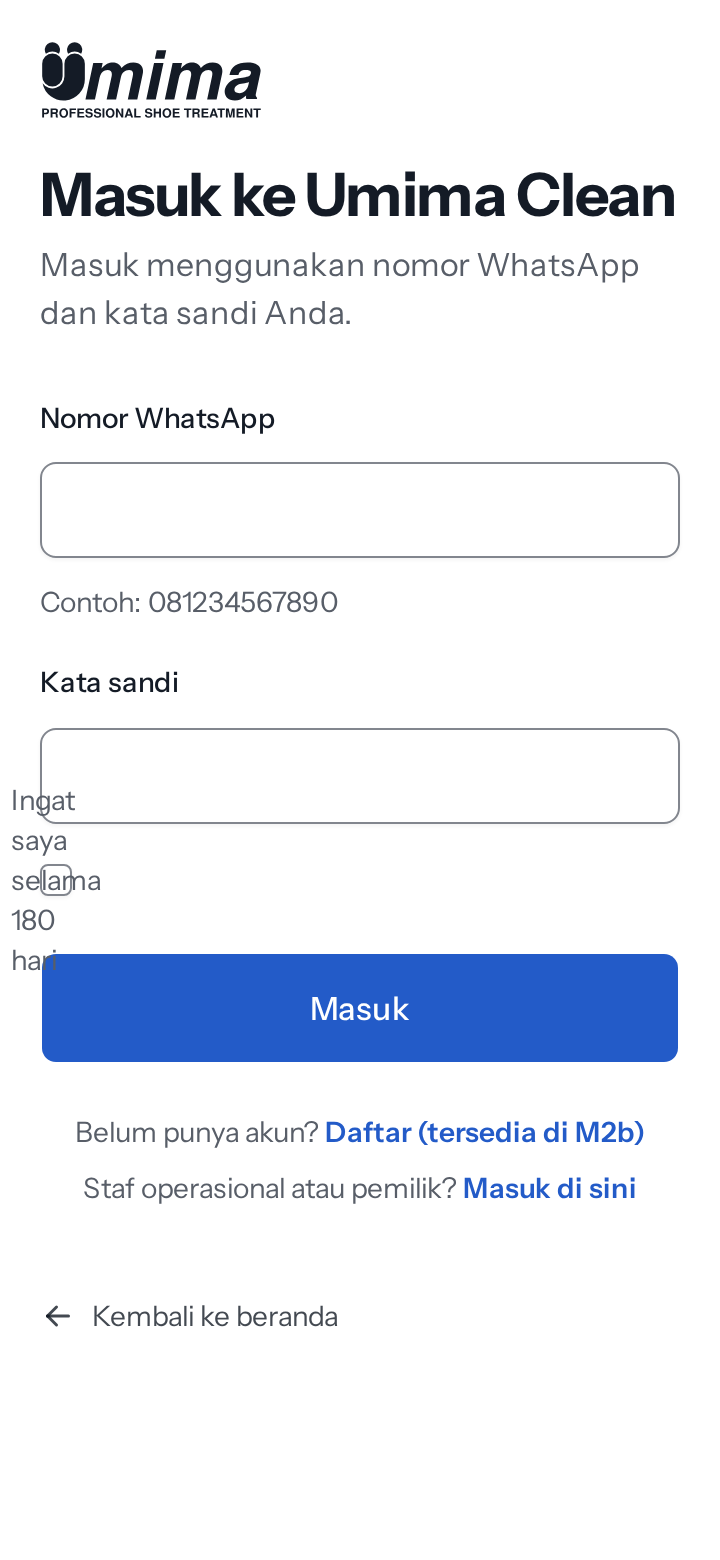 Ümima
PROFESSIONAL SHOE TREATMENT
Masuk ke Umima Clean
Masuk menggunakan nomor WhatsApp
dan kata sandi Anda.
Nomor WhatsApp
Contoh: 081234567890
Kata sandi
Ingat
saya
selama
180
hari
Masuk
Belum punya akun? Daftar (tersedia di M2b)
Staf operasional atau pemilik? Masuk di sini
Kembali ke beranda